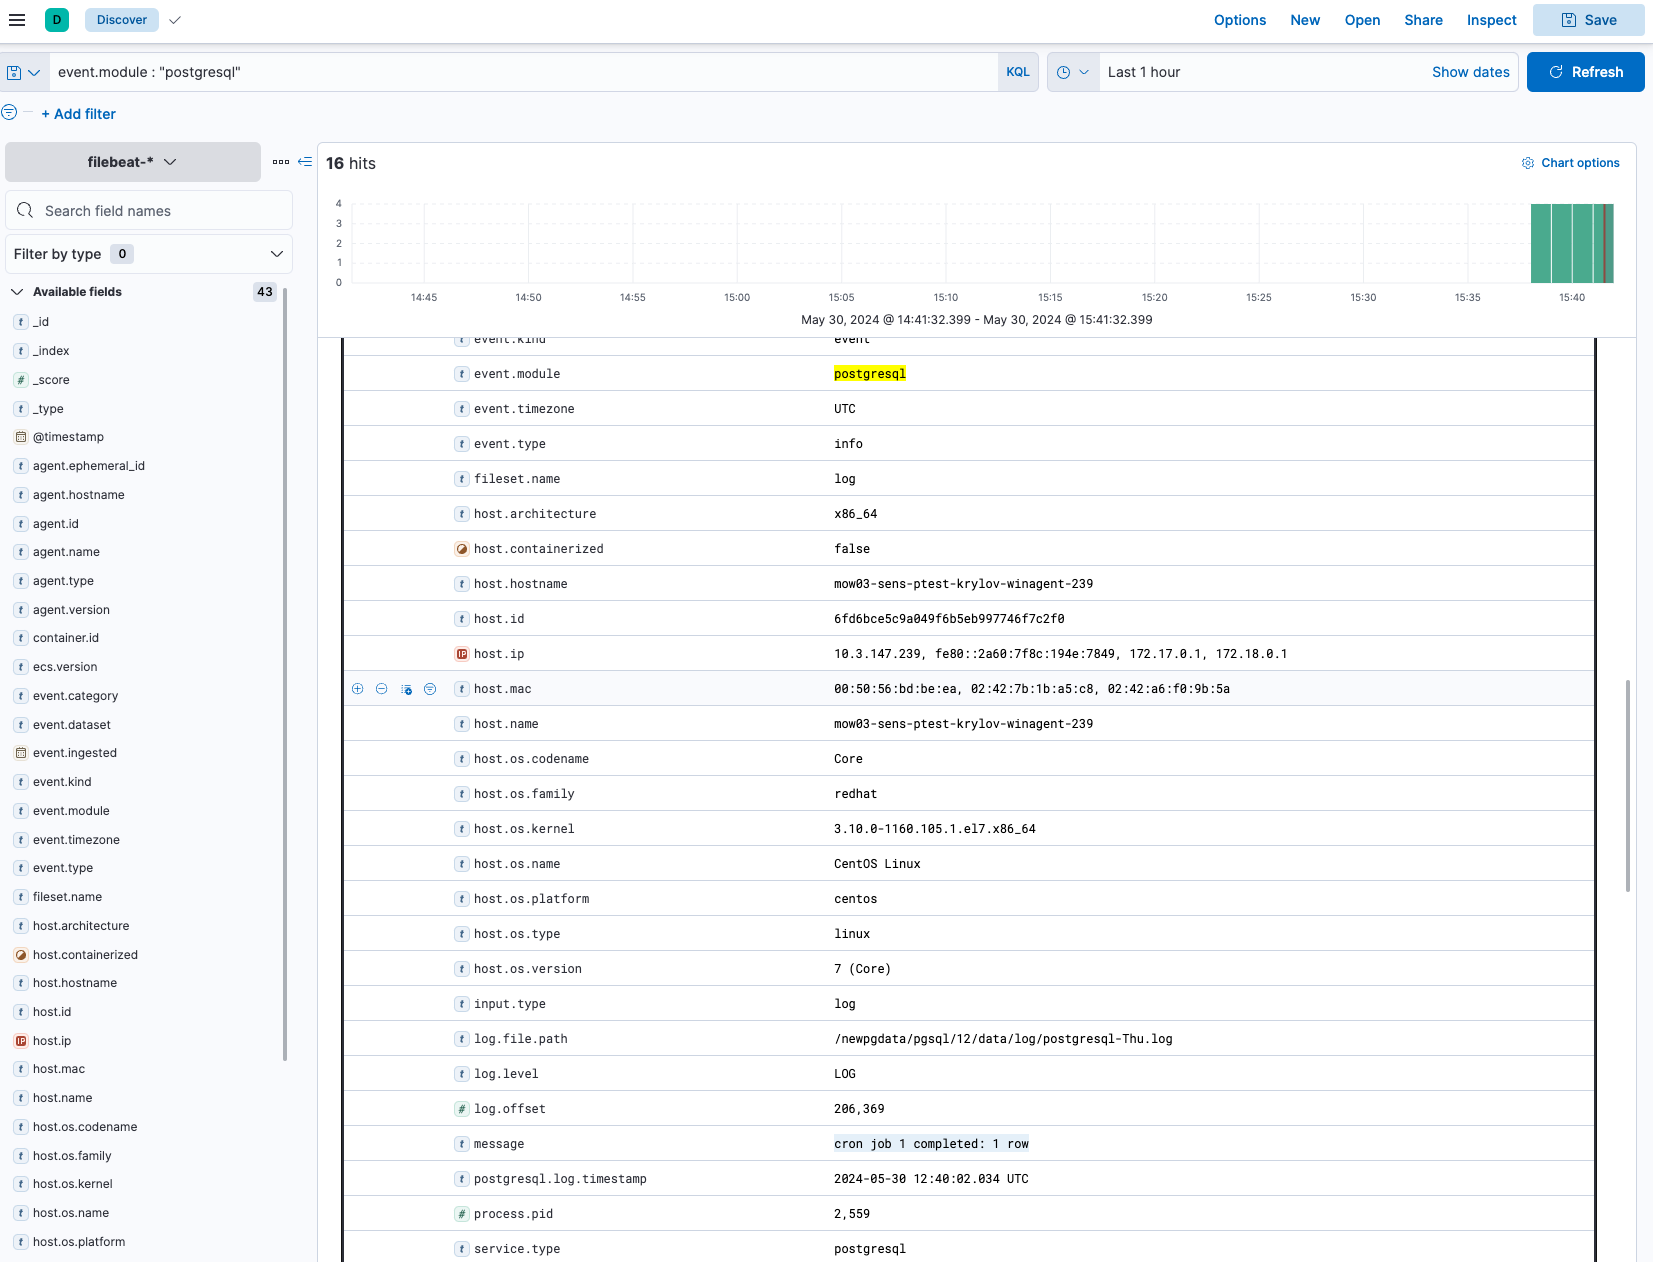 D Discover Options New Open Share Inspect Save
event.module : "postgresql" KQL Last 1 hour Show dates Refresh
+ Add filter
filebeat-*
Search field names
Filter by type 0
Available fields 43
t _id
t _index
# _score
t _type
@timestamp
t agent.ephemeral_id
t agent.hostname
t agent.id
t agent.name
t agent.type
t agent.version
t container.id
t ecs.version
t event.category
t event.dataset
event.ingested
t event.kind
t event.module
t event.timezone
t event.type
t fileset.name
t host.architecture
host.containerized
t host.hostname
t host.id
IP host.ip
t host.mac
t host.name
t host.os.codename
t host.os.family
t host.os.kernel
t host.os.name
t host.os.platform
16 hits Chart options
4
3
2
1
0
14:45 14:50 14:55 15:00 15:05 15:10 15:15 15:20 15:25 15:30 15:35 15:40
May 30, 2024 @ 14:41:32.399 - May 30, 2024 @ 15:41:32.399
t event.kind event
t event.module postgresql
t event.timezone UTC
t event.type info
t fileset.name log
t host.architecture x86_64
host.containerized false
t host.hostname mow03-sens-ptest-krylov-winagent-239
t host.id 6fd6bce5c9a049f6b5eb997746f7c2f0
IP host.ip 10.3.147.239, fe80::2a60:7f8c:194e:7849, 172.17.0.1, 172.18.0.1
t host.mac 00:50:56:bd:be:ea, 02:42:7b:1b:a5:c8, 02:42:a6:f0:9b:5a
t host.name mow03-sens-ptest-krylov-winagent-239
t host.os.codename Core
t host.os.family redhat
t host.os.kernel 3.10.0-1160.105.1.el7.x86_64
t host.os.name CentOS Linux
t host.os.platform centos
t host.os.type linux
t host.os.version 7 (Core)
t input.type log
t log.file.path /newpgdata/pgsql/12/data/log/postgresql-Thu.log
t log.level LOG
# log.offset 206,369
t message cron job 1 completed: 1 row
t postgresql.log.timestamp 2024-05-30 12:40:02.034 UTC
# process.pid 2,559
t service.type postgresql